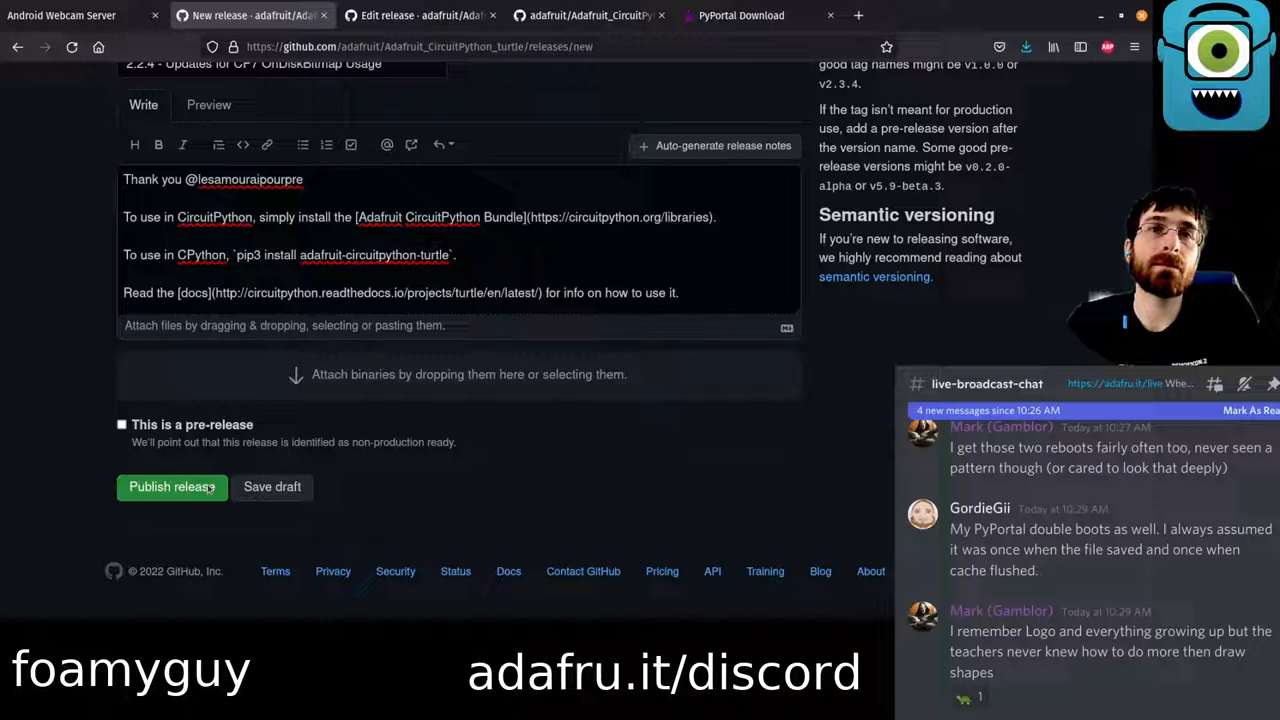 Android Webcam Server
New release · adafruit/Adaf
Edit release · adafruit/Adaf
adafruit/Adafruit_CircuitPy
PyPortal Download
https://github.com/adafruit/Adafruit_CircuitPython_turtle/releases/new
ABP
2.2.4 - Updates for CP7 OnDiskBitmap Usage
Write
Preview
Auto-generate release notes
Thank you @lesamouraipourpre
To use in CircuitPython, simply install the [Adafruit CircuitPython Bundle](https://circuitpython.org/libraries).
To use in CPython, `pip3 install adafruit-circuitpython-turtle`.
Read the [docs](http://circuitpython.readthedocs.io/projects/turtle/en/latest/) for info on how to use it.
Attach files by dragging & dropping, selecting or pasting them.
Attach binaries by dropping them here or selecting them.
This is a pre-release
We'll point out that this release is identified as non-production ready.
Publish release
Save draft
good tag names might be v1.0.0 or
v2.3.4.
If the tag isn't meant for production
use, add a pre-release version after
the version name. Some good pre-
release versions might be v0.2.0-
alpha or v5.9-beta.3.
Semantic versioning
If you're new to releasing software,
we highly recommend reading about
semantic versioning.
© 2022 GitHub, Inc.
Terms
Privacy
Security
Status
Docs
Contact GitHub
Pricing
API
Training
Blog
About
# live-broadcast-chat
https://adafru.it/live Whe...
4 new messages since 10:26 AM
Mark As Rea
Mark (Gamblor) Today at 10:27 AM
I get those two reboots fairly often too, never seen a
pattern though (or cared to look that deeply)
GordieGii Today at 10:29 AM
My PyPortal double boots as well. I always assumed
it was once when the file saved and once when
cache flushed.
Mark (Gamblor) Today at 10:29 AM
I remember Logo and everything growing up but the
teachers never knew how to do more then draw
shapes
1
foamyguy
adafru.it/discord